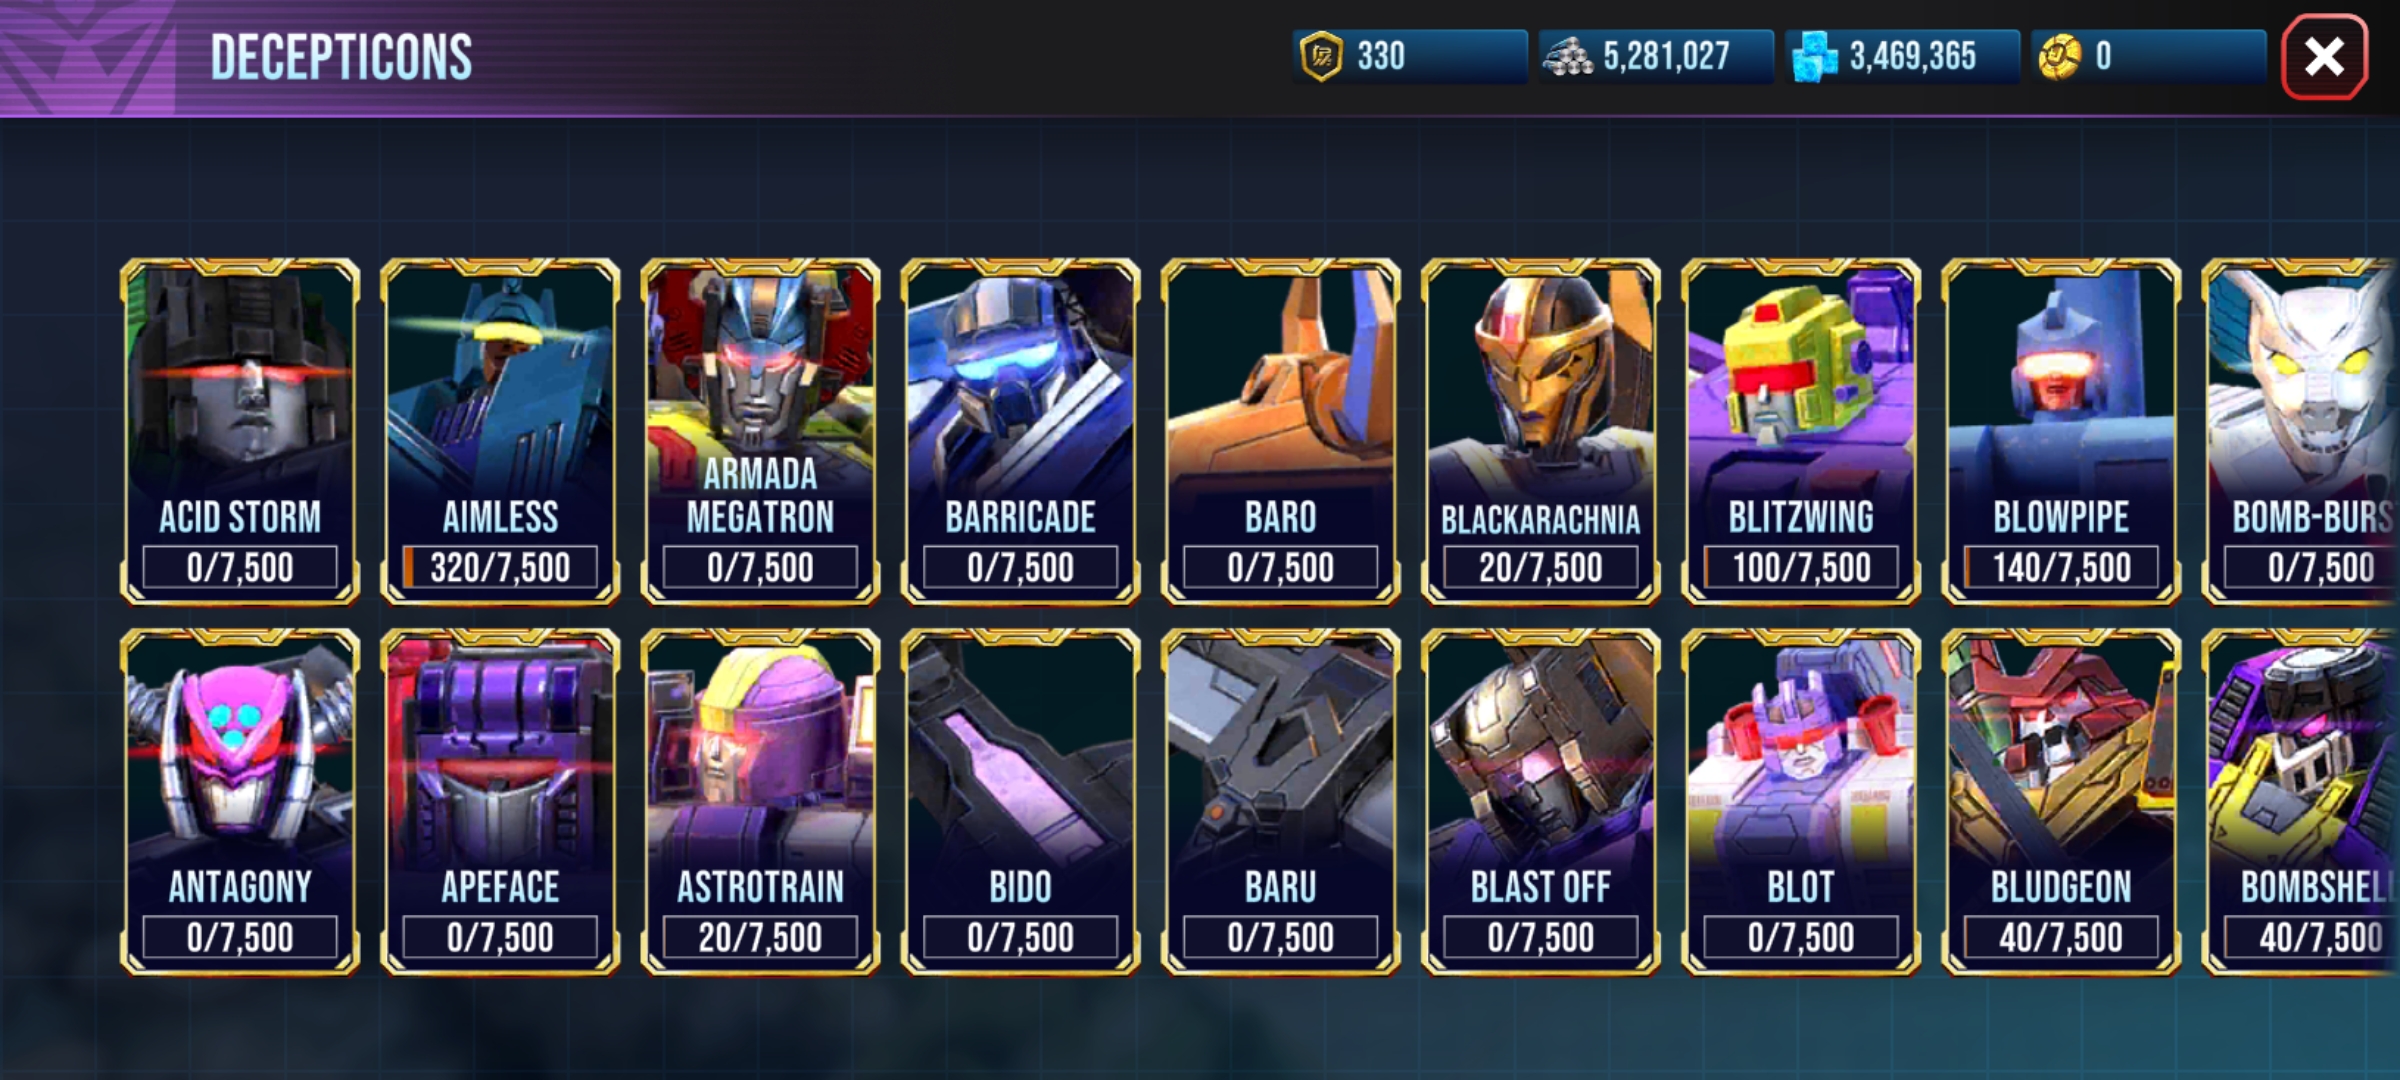 DECEPTICONS
330
5,281,027
3,469,365
0
ACID STORM
0/7,500
AIMLESS
320/7,500
ARMADA
MEGATRON
0/7,500
BARRICADE
0/7,500
BARO
0/7,500
BLACKARACHNIA
20/7,500
BLITZWING
100/7,500
BLOWPIPE
140/7,500
BOMB-BURS
0/7,500
ANTAGONY
0/7,500
APEFACE
0/7,500
ASTROTRAIN
20/7,500
BIDO
0/7,500
BARU
0/7,500
BLAST OFF
0/7,500
BLOT
0/7,500
BLUDGEON
40/7,500
BOMBSHELL
40/7,500